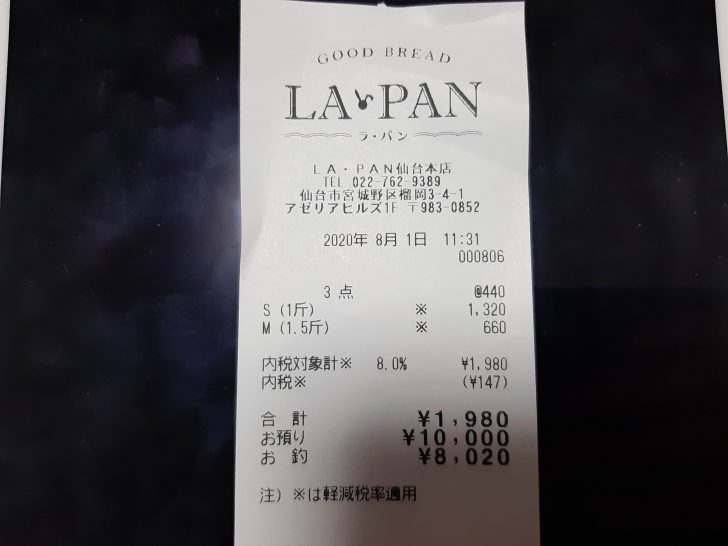 GOOD BREAD
LA PAN
ラ・パン
LA・PAN仙台本店
TEL 022-762-9389
仙台市宮城野区榴岡3-4-1
アゼリアヒルズ1F 〒983-0852
2020年 8月 1日 11:31
000806
3 点 @440
S (1斤) ※ 1,320
M (1.5斤) ※ 660
内税対象計※ 8.0% ¥1,980
内税※ (¥147)
合 計 ¥1,980
お預り ¥10,000
お 釣 ¥8,020
注) ※は軽減税率適用